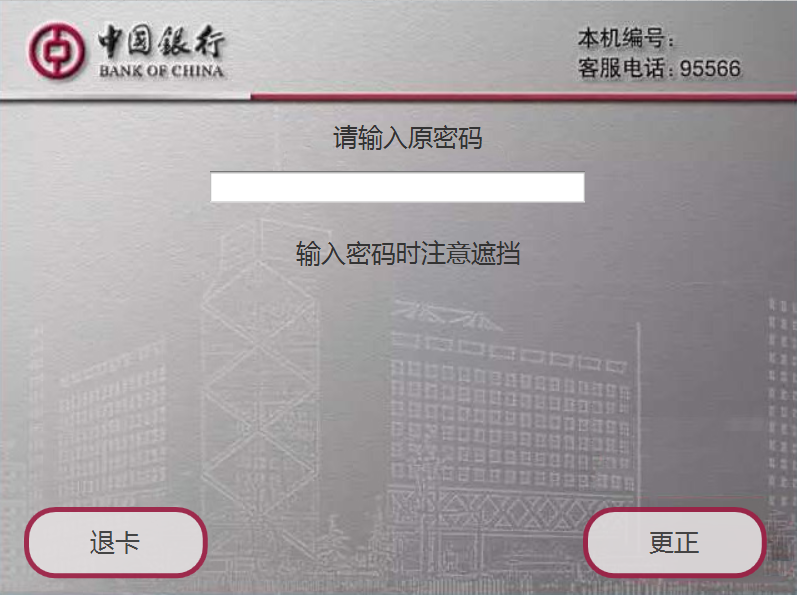 中国银行
BANK OF CHINA
本机编号：
客服电话：95566
请输入原密码
输入密码时注意遮挡
退卡
更正